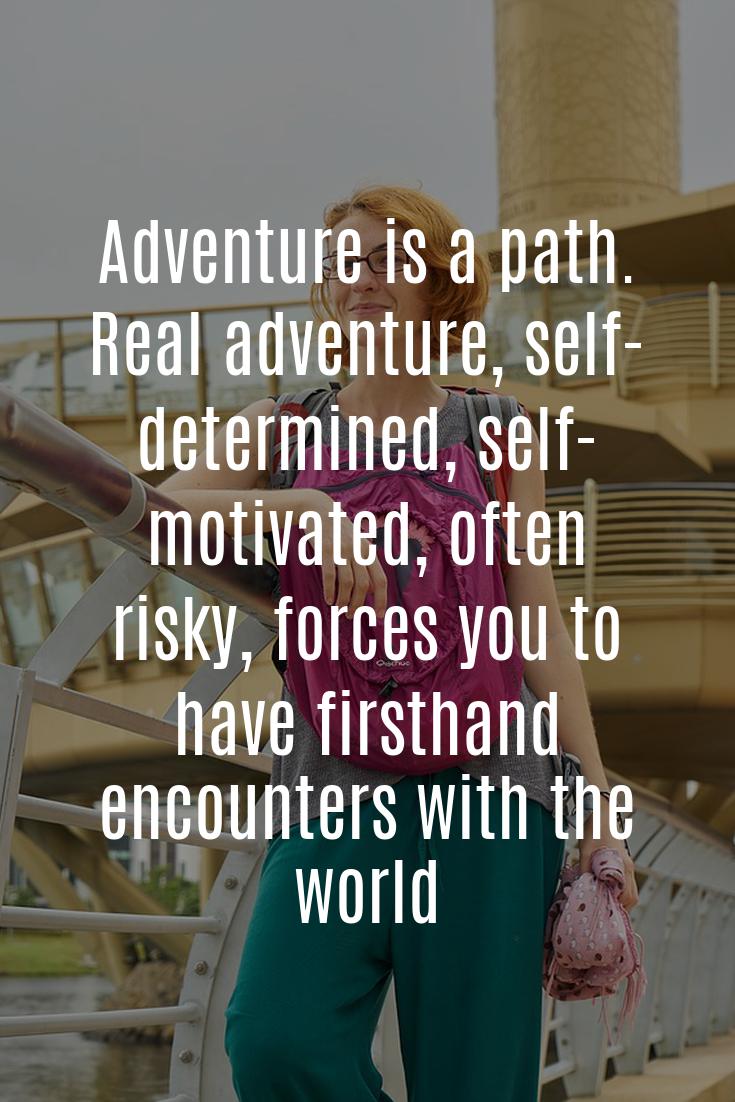 Adventure is a path.
Real adventure, self-
determined, self-
motivated, often
risky, forces you to
have firsthand
encounters with the
world